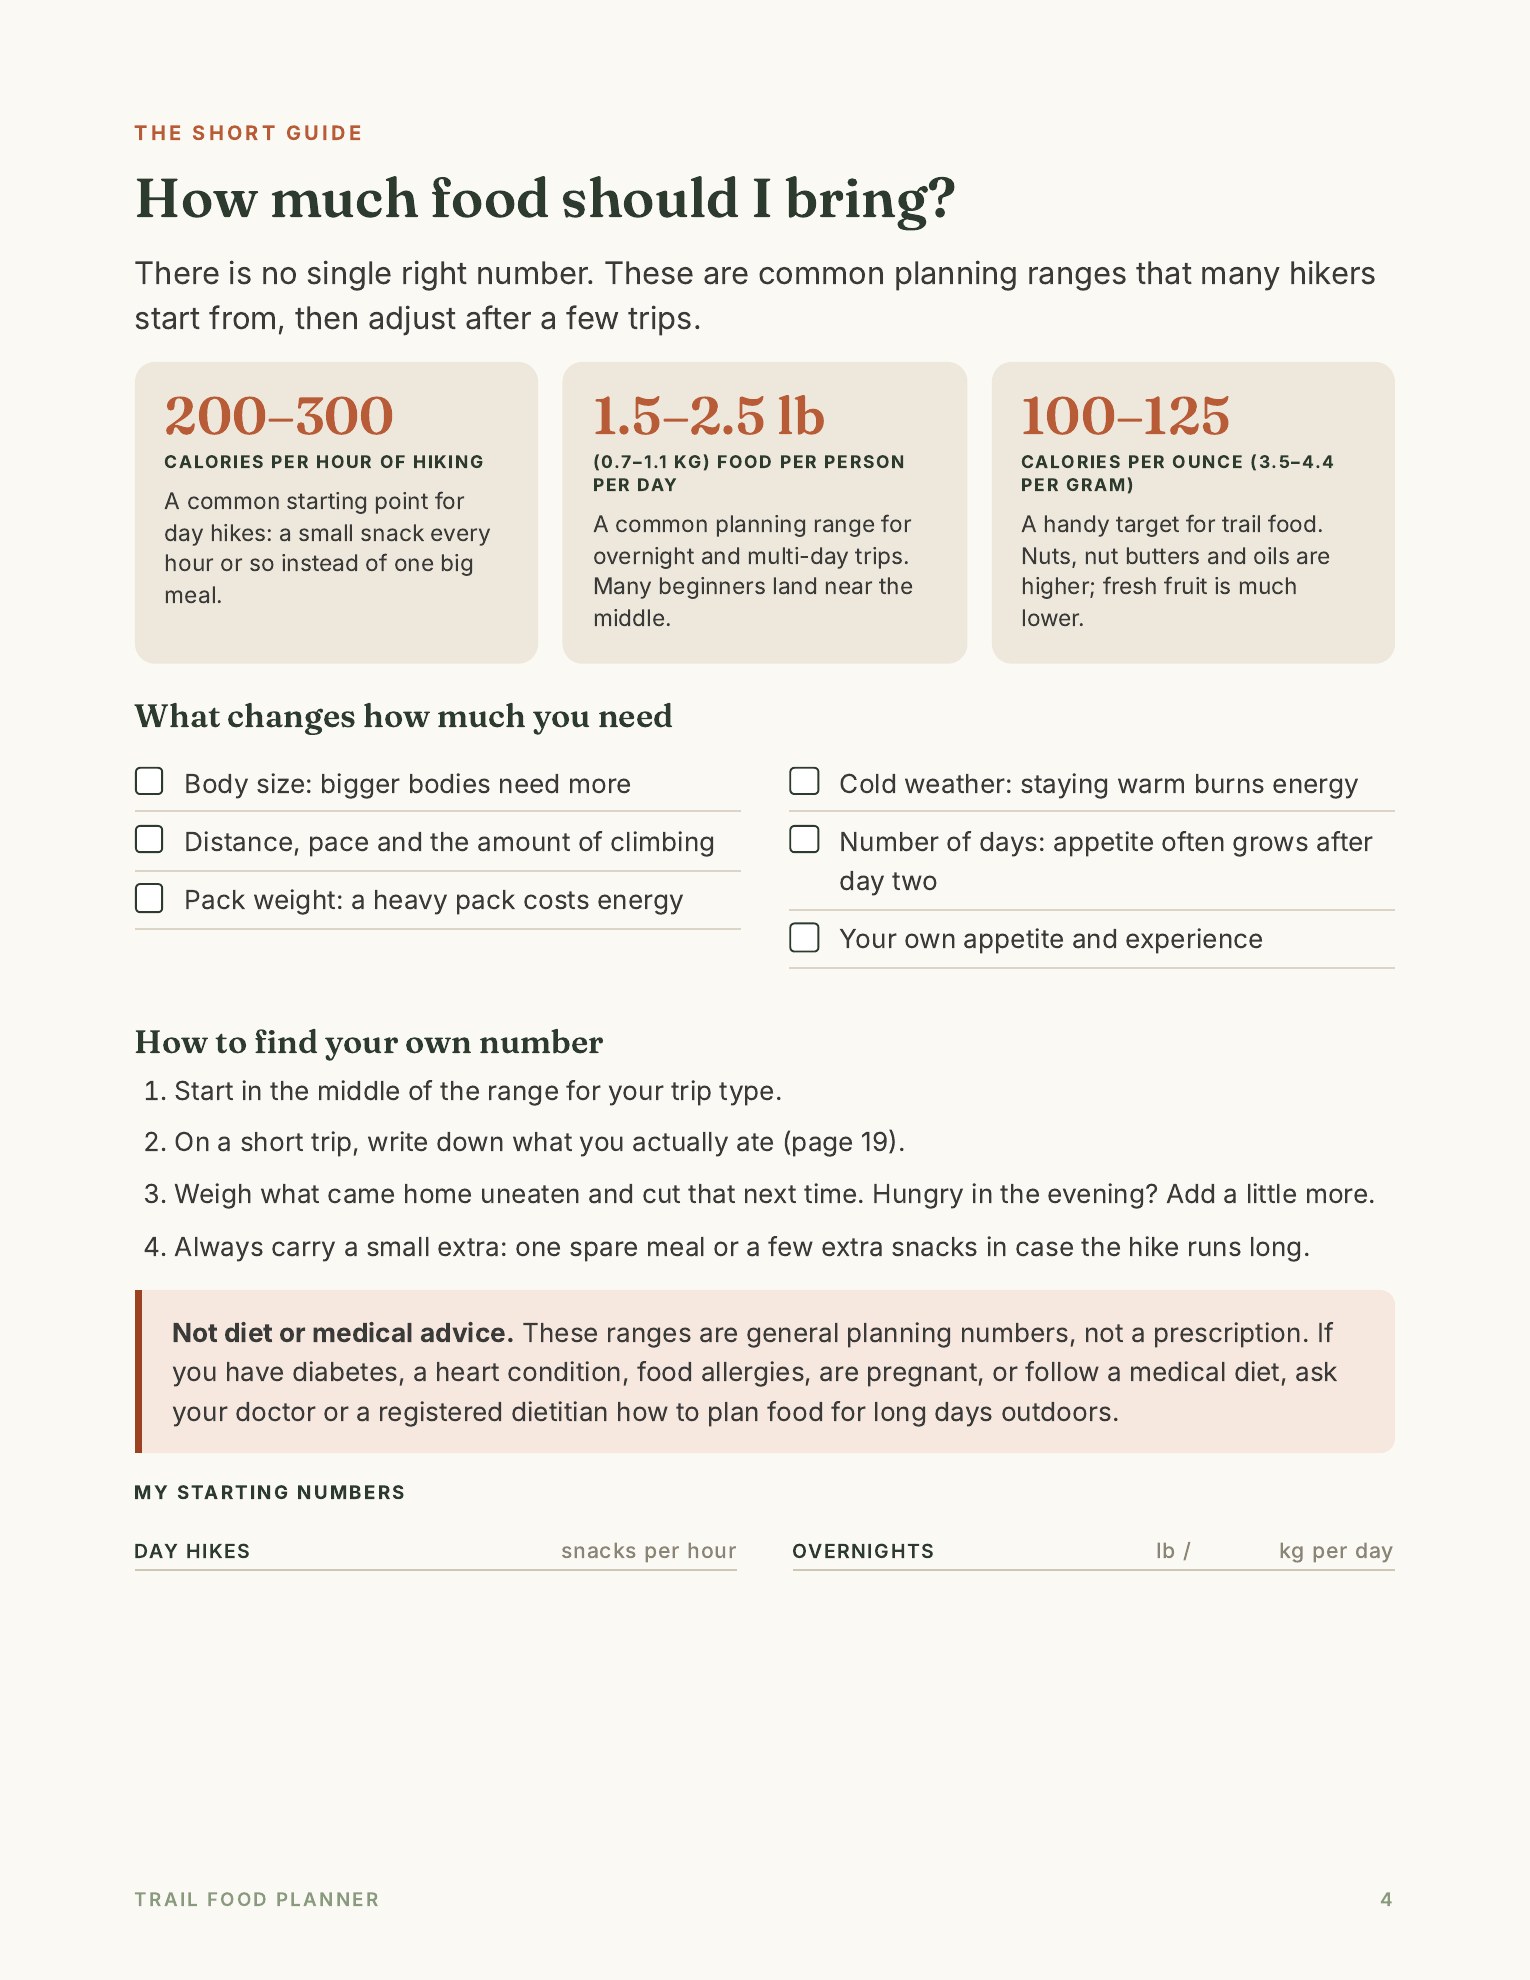 THE SHORT GUIDE
How much food should I bring?
There is no single right number. These are common planning ranges that many hikers
start from, then adjust after a few trips.
200–300
CALORIES PER HOUR OF HIKING
A common starting point for
day hikes: a small snack every
hour or so instead of one big
meal.
1.5–2.5 lb
(0.7–1.1 KG) FOOD PER PERSON
PER DAY
A common planning range for
overnight and multi-day trips.
Many beginners land near the
middle.
100–125
CALORIES PER OUNCE (3.5–4.4
PER GRAM)
A handy target for trail food.
Nuts, nut butters and oils are
higher; fresh fruit is much
lower.
What changes how much you need
Body size: bigger bodies need more
Distance, pace and the amount of climbing
Pack weight: a heavy pack costs energy
Cold weather: staying warm burns energy
Number of days: appetite often grows after
day two
Your own appetite and experience
How to find your own number
1. Start in the middle of the range for your trip type.
2. On a short trip, write down what you actually ate (page 19).
3. Weigh what came home uneaten and cut that next time. Hungry in the evening? Add a little more.
4. Always carry a small extra: one spare meal or a few extra snacks in case the hike runs long.
Not diet or medical advice. These ranges are general planning numbers, not a prescription. If
you have diabetes, a heart condition, food allergies, are pregnant, or follow a medical diet, ask
your doctor or a registered dietitian how to plan food for long days outdoors.
MY STARTING NUMBERS
DAY HIKES snacks per hour
OVERNIGHTS lb / kg per day
TRAIL FOOD PLANNER
4